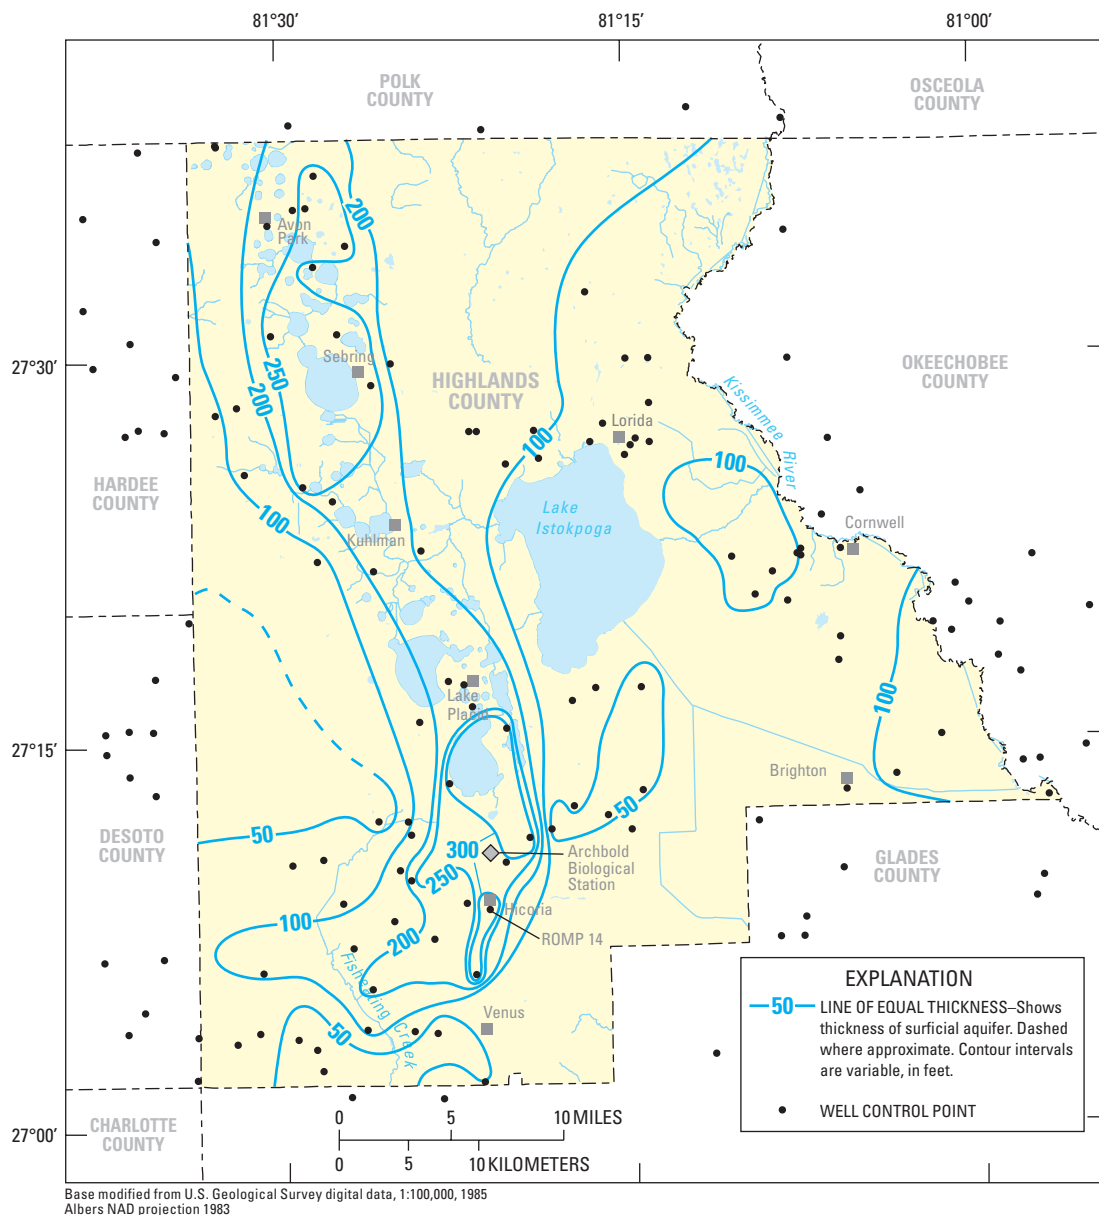 81°30′
81°15′
81°00′
POLK
COUNTY
OSCEOLA
COUNTY
200
Avon
Park
27°30′
250
200
Sebring
HIGHLANDS
COUNTY
OKEECHOBEE
COUNTY
Kissimmee
River
Lorida
100
100
HARDEE
COUNTY
100
Lake
Istokpoga
Cornwell
Kuhlman
Lake
Placid
100
27°15′
Brighton
50
50
DESOTO
COUNTY
300
Archbold
Biological
Station
GLADES
COUNTY
250
Hicoria
100
200
ROMP 14
Fisheating Creek
Venus
50
EXPLANATION
50 LINE OF EQUAL THICKNESS–Shows
thickness of surficial aquifer. Dashed
where approximate. Contour intervals
are variable, in feet.
WELL CONTROL POINT
27°00′
CHARLOTTE
COUNTY
0 5 10 MILES
0 5 10 KILOMETERS
Base modified from U.S. Geological Survey digital data, 1:100,000, 1985
Albers NAD projection 1983